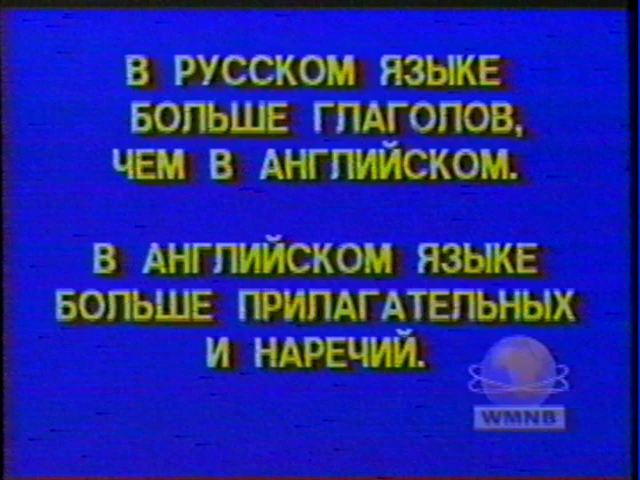 В РУССКОМ ЯЗЫКЕ
БОЛЬШЕ ГЛАГОЛОВ,
ЧЕМ В АНГЛИЙСКОМ.
В АНГЛИЙСКОМ ЯЗЫКЕ
БОЛЬШЕ ПРИЛАГАТЕЛЬНЫХ
И НАРЕЧИЙ.
WMNB